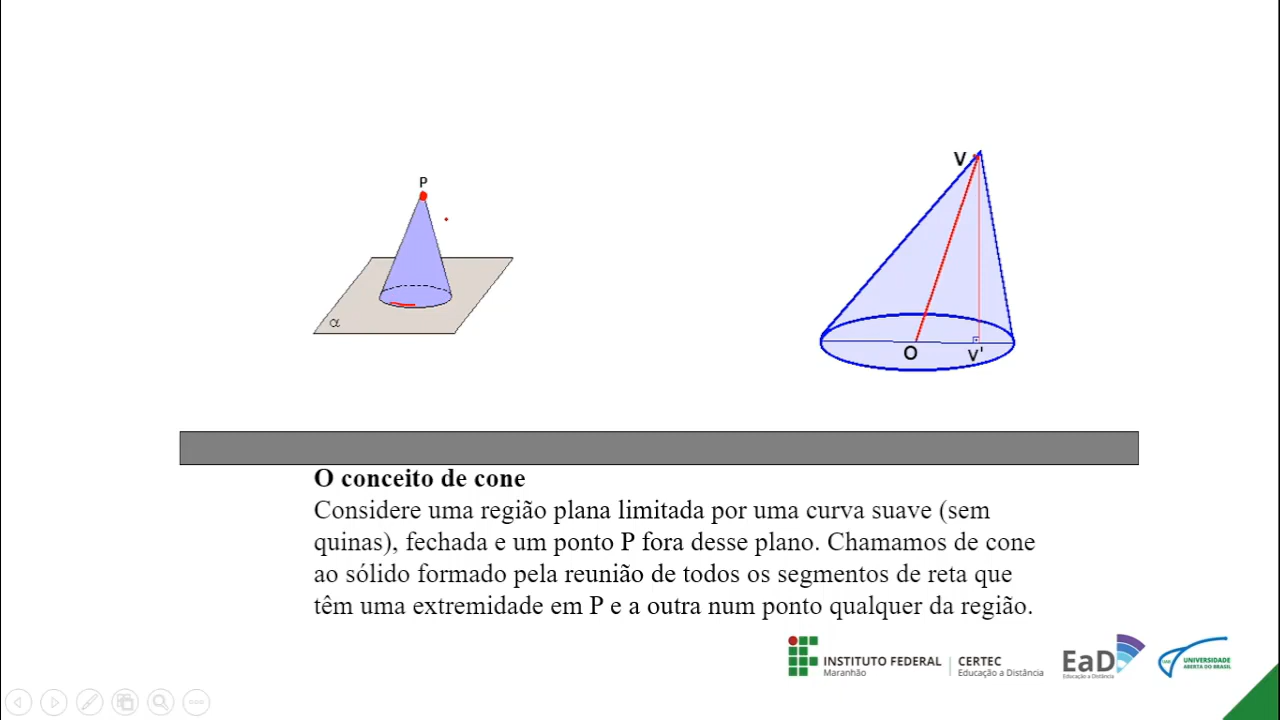 P
α
V
O
V'
O conceito de cone
Considere uma região plana limitada por uma curva suave (sem
quinas), fechada e um ponto P fora desse plano. Chamamos de cone
ao sólido formado pela reunião de todos os segmentos de reta que
têm uma extremidade em P e a outra num ponto qualquer da região.
INSTITUTO FEDERAL
Maranhão
CERTEC
Educação a Distância
EaD
Educação a Distância
UNIVERSIDADE
ABERTA DO BRASIL